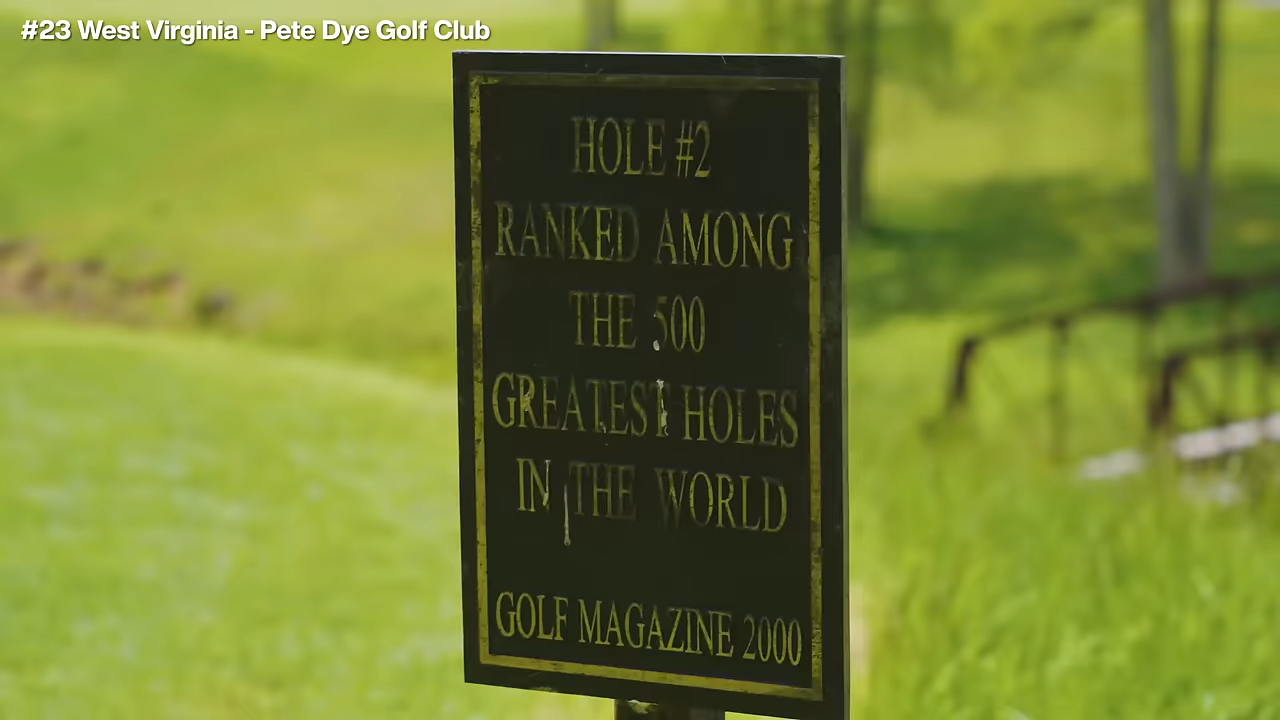 #23 West Virginia - Pete Dye Golf Club
HOLE #2
RANKED AMONG
THE 500
GREATEST HOLES
IN THE WORLD
GOLF MAGAZINE 2000